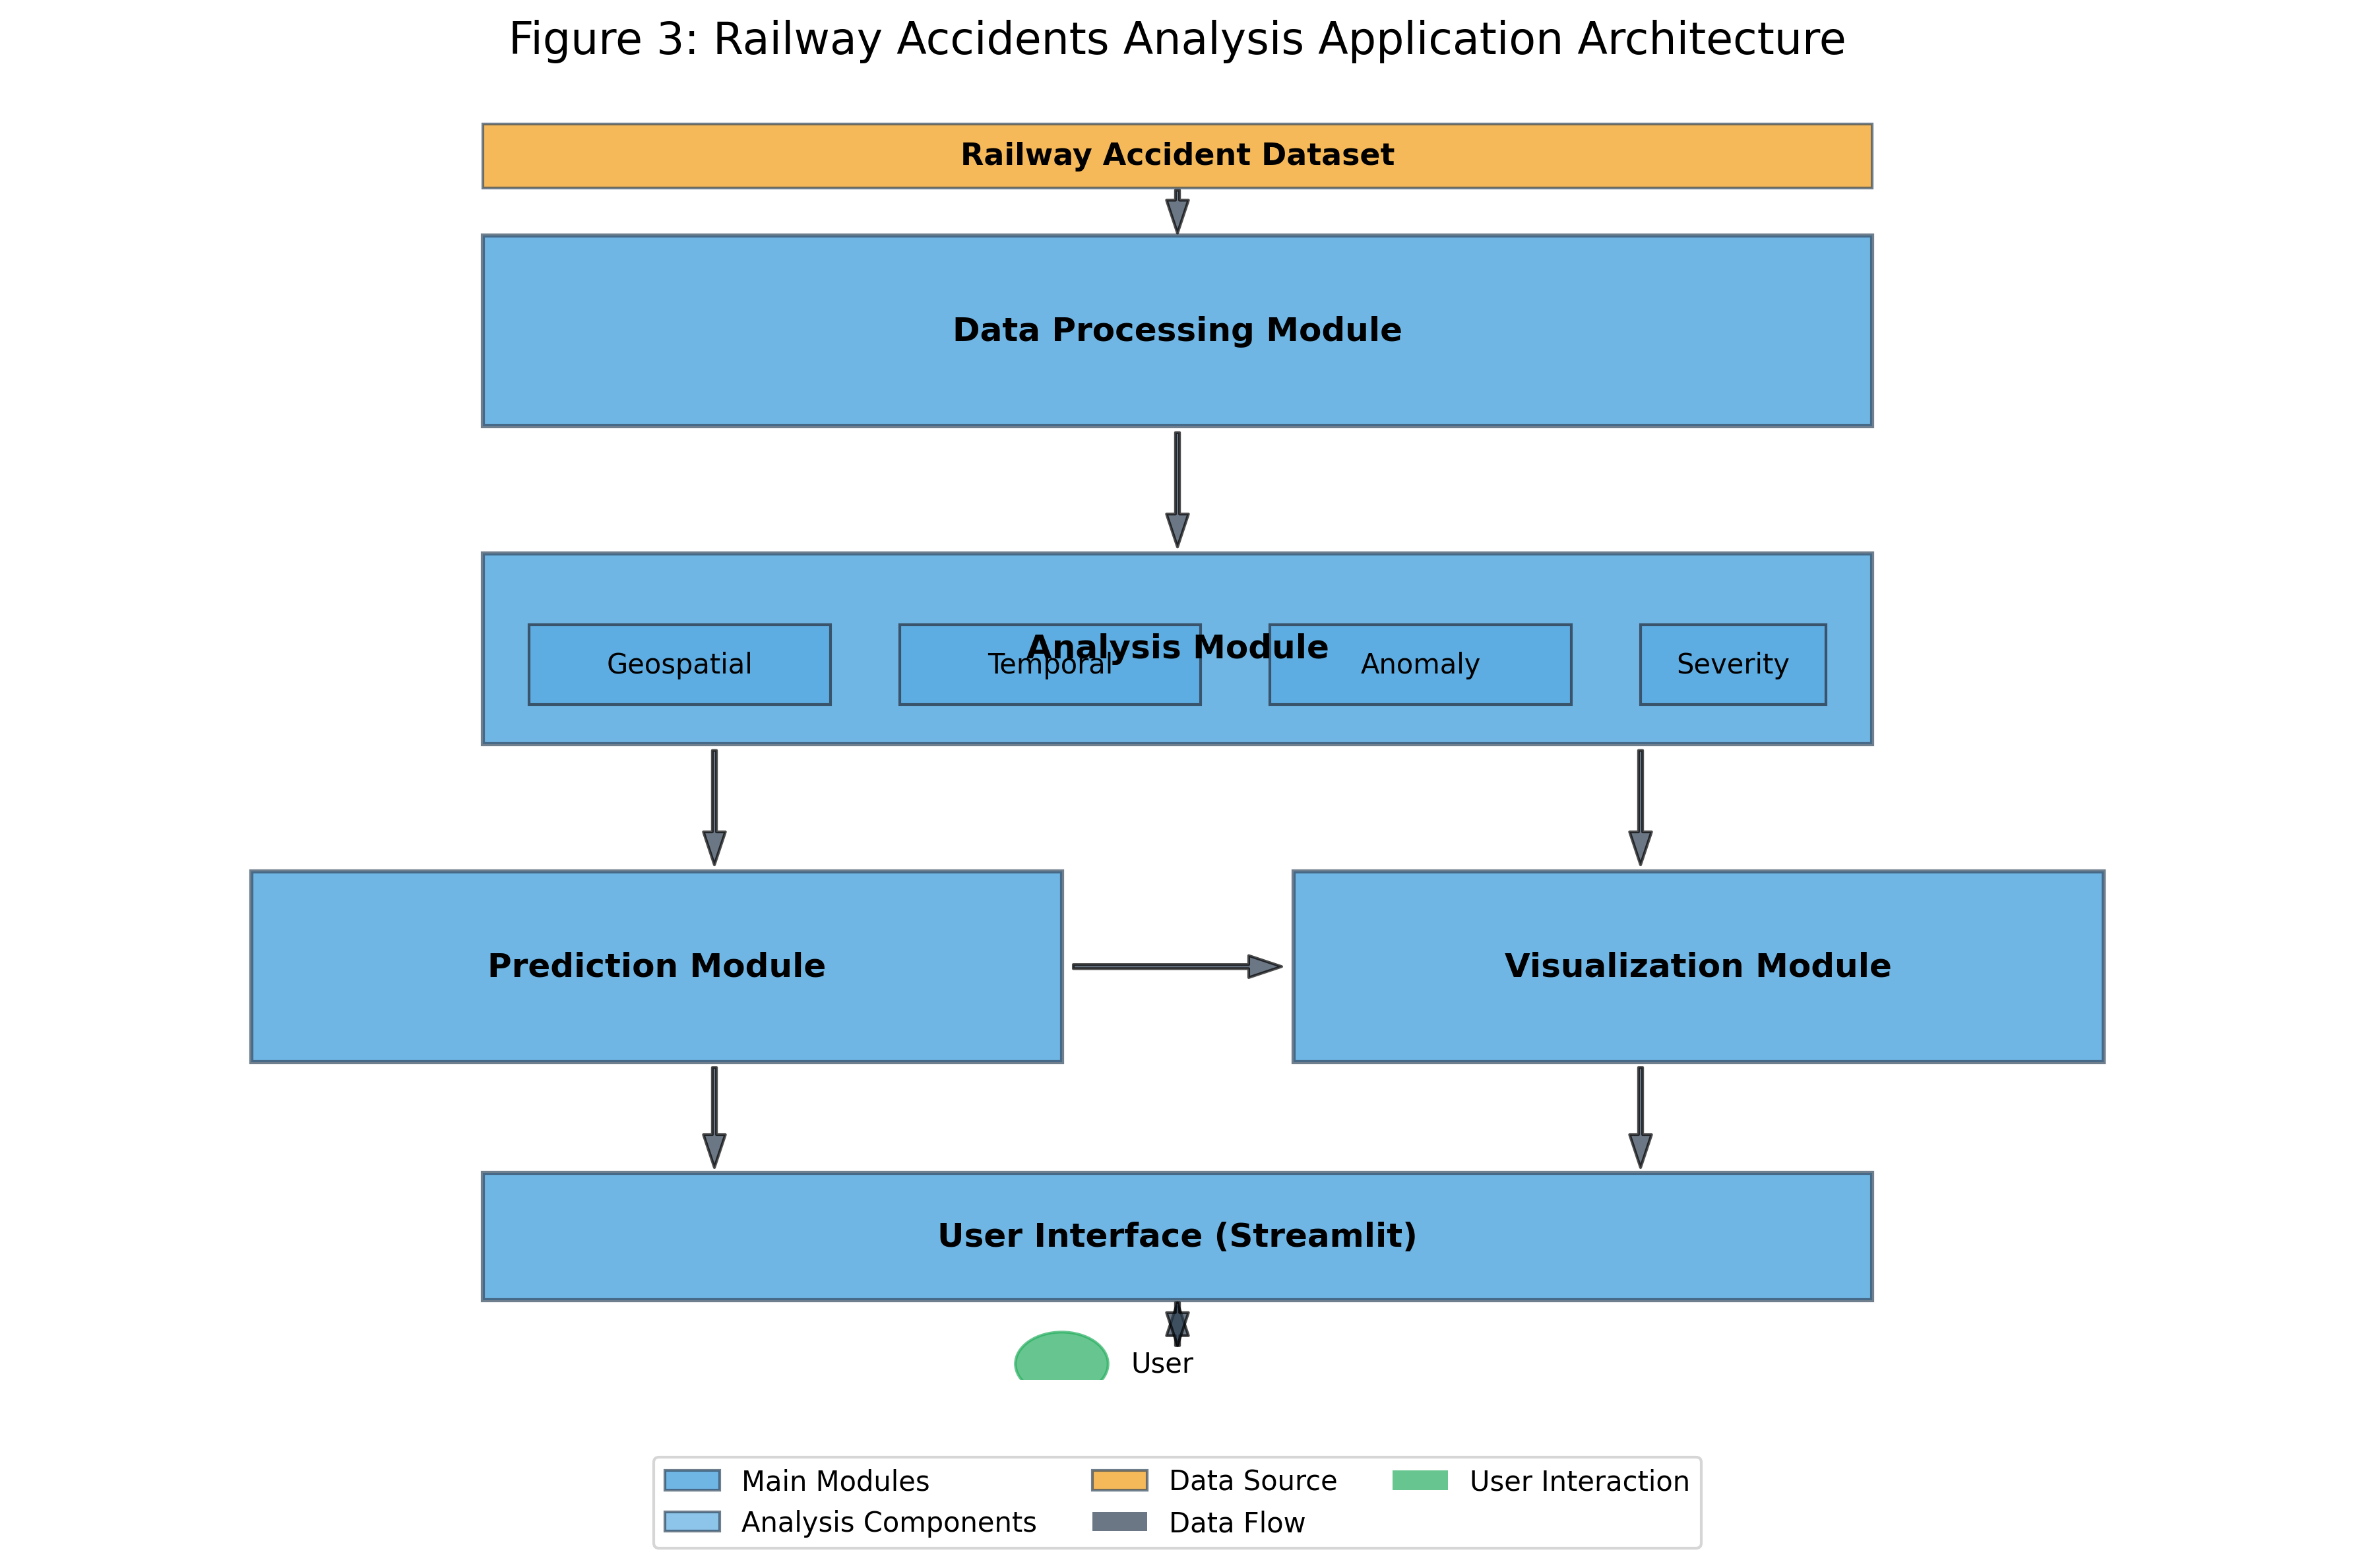 Figure 3: Railway Accidents Analysis Application Architecture
Railway Accident Dataset
Data Processing Module
Analysis Module
Geospatial
Temporal
Anomaly
Severity
Prediction Module
Visualization Module
User Interface (Streamlit)
User
Main Modules
Analysis Components
Data Source
Data Flow
User Interaction